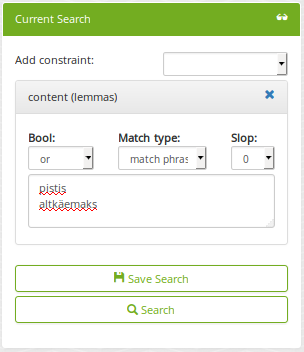 Current Search
Add constraint:
content (lemmas)
Bool: Match type: Slop:
or match phras 0
pistis
altkäemaks
Save Search
Search